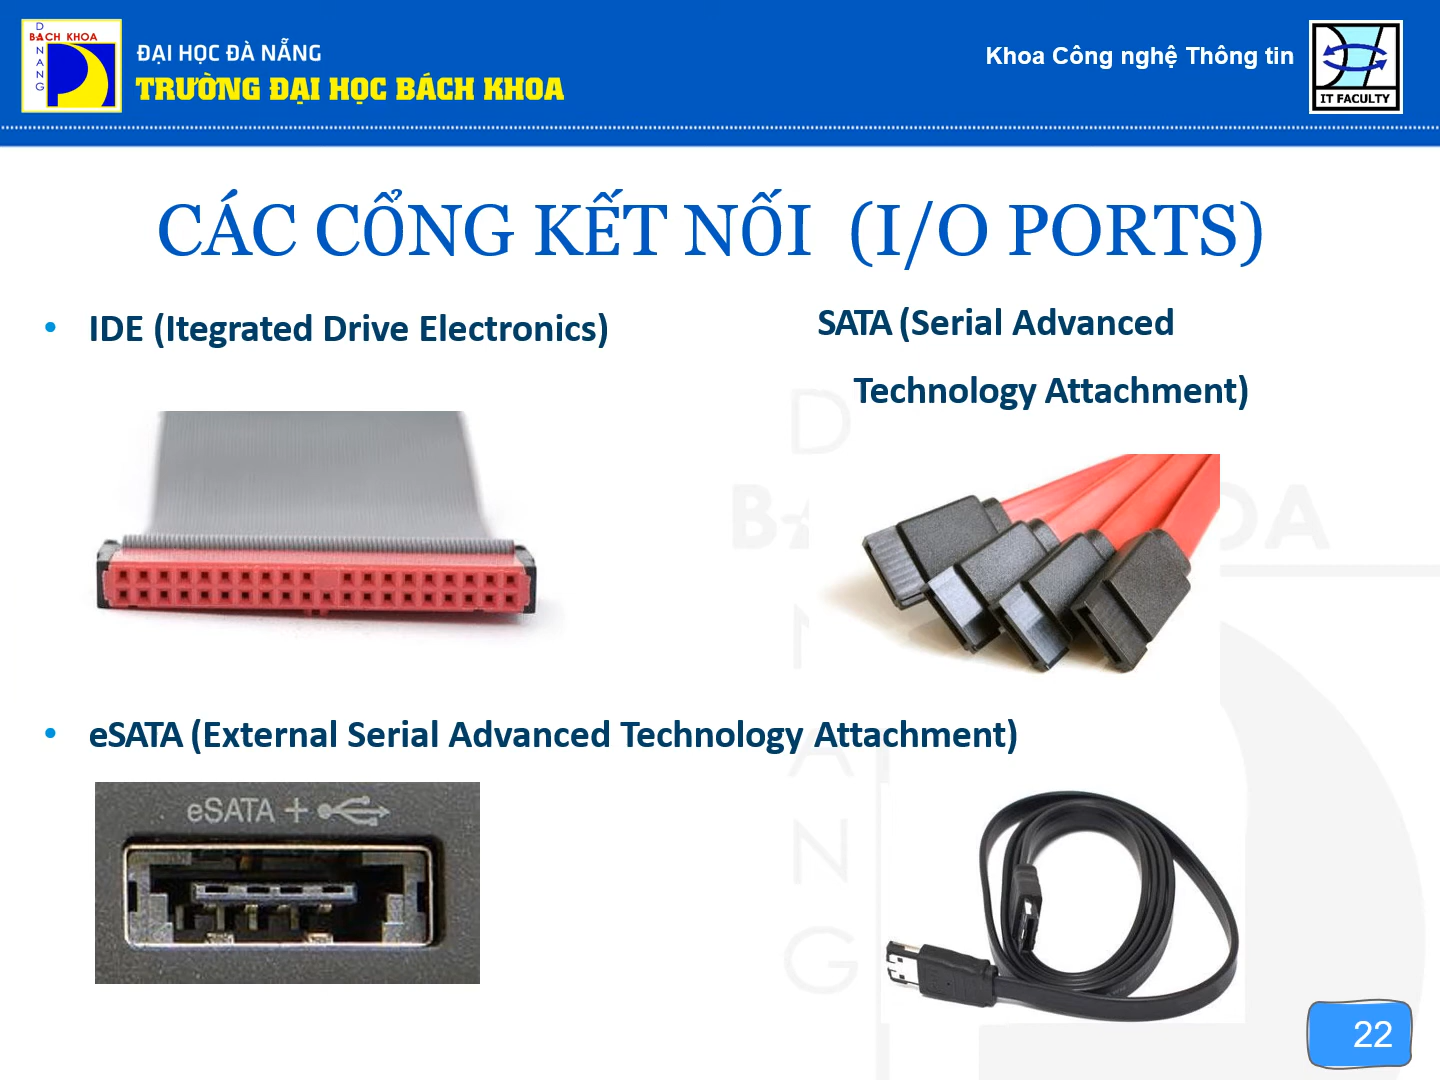 D
BÁCH KHOA
N
A
N
G
ĐẠI HỌC ĐÀ NẴNG
TRƯỜNG ĐẠI HỌC BÁCH KHOA
Khoa Công nghệ Thông tin
IT FACULTY
CÁC CỔNG KẾT NỐI (I/O PORTS)
• IDE (Itegrated Drive Electronics)
SATA (Serial Advanced
Technology Attachment)
• eSATA (External Serial Advanced Technology Attachment)
eSATA +
22